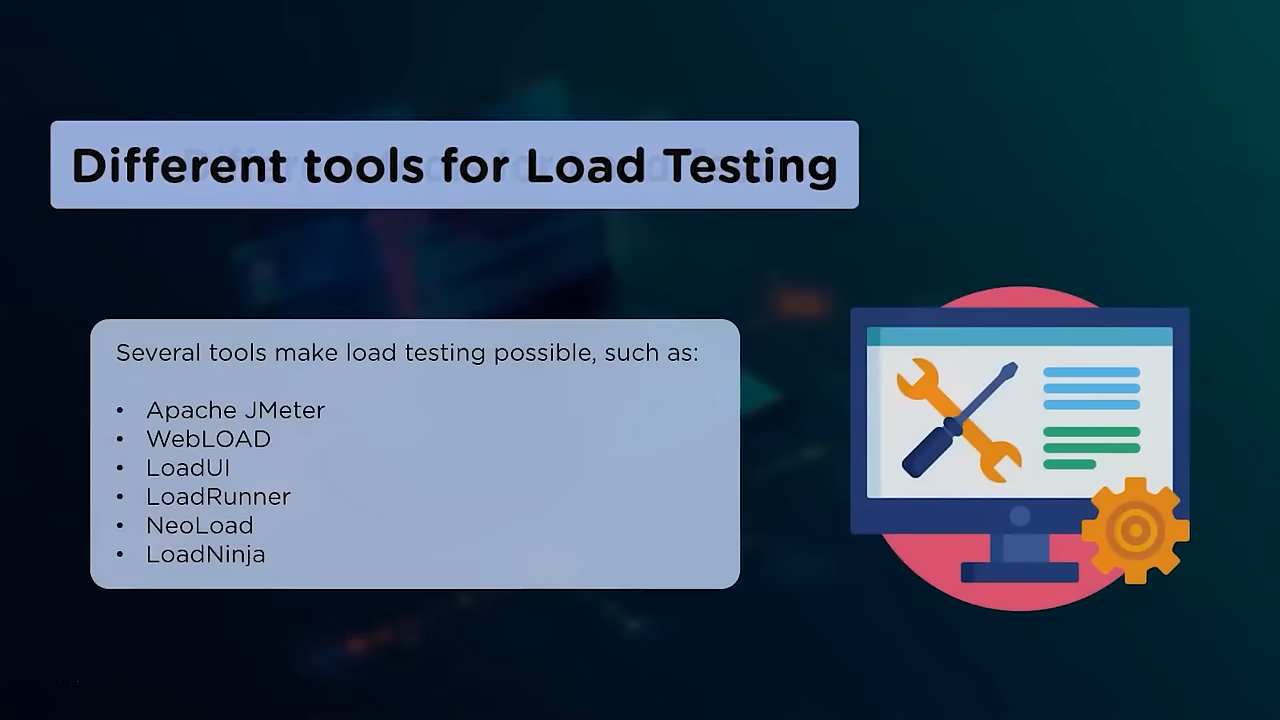 Different tools for Load Testing
Several tools make load testing possible, such as:
• Apache JMeter
• WebLOAD
• LoadUI
• LoadRunner
• NeoLoad
• LoadNinja